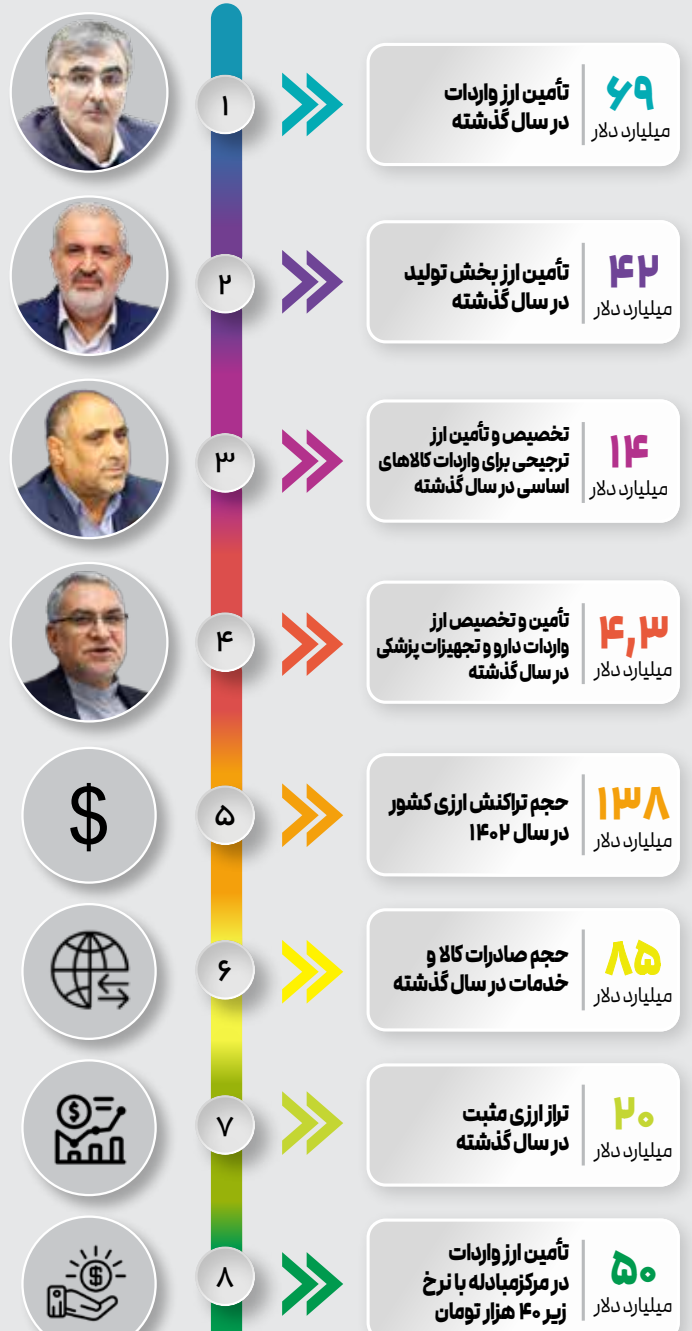 ۱
۶۹
میلیارد دلار
تأمین ارز واردات
در سال گذشته
۲
۴۲
میلیارد دلار
تأمین ارز بخش تولید
در سال گذشته
۳
۱۴
میلیارد دلار
تخصیص و تأمین ارز
ترجیحی برای واردات کالاهای
اساسی در سال گذشته
۴
۴,۳
میلیارد دلار
تأمین و تخصیص ارز
واردات دارو و تجهیزات پزشکی
در سال گذشته
$
۵
۱۳۸
میلیارد دلار
حجم تراکنش ارزی کشور
در سال ۱۴۰۲
۶
۸۵
میلیارد دلار
حجم صادرات کالا و
خدمات در سال گذشته
۷
۲۰
میلیارد دلار
تراز ارزی مثبت
در سال گذشته
۸
۵۰
میلیارد دلار
تأمین ارز واردات
در مرکزمبادله با نرخ
زیر ۴۰ هزار تومان